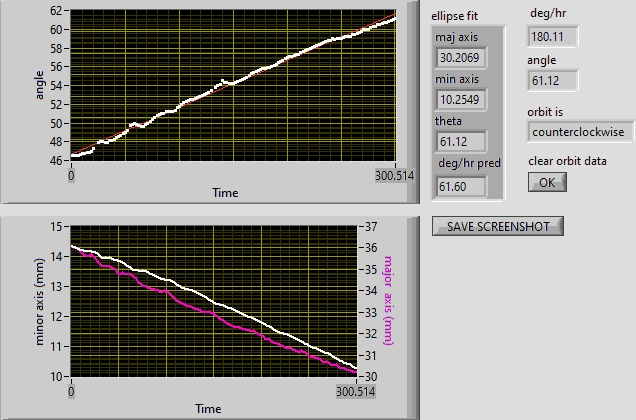 62
60
58
56
54
52
50
48
46
angle
0
300.514
Time
ellipse fit
maj axis
30.2069
min axis
10.2549
theta
61.12
deg/hr pred
61.60
deg/hr
180.11
angle
61.12
orbit is
counterclockwise
clear orbit data
OK
SAVE SCREENSHOT
15
14
13
12
11
10
minor axis (mm)
37
36
35
34
33
32
31
30
major axis (mm)
0
300.514
Time